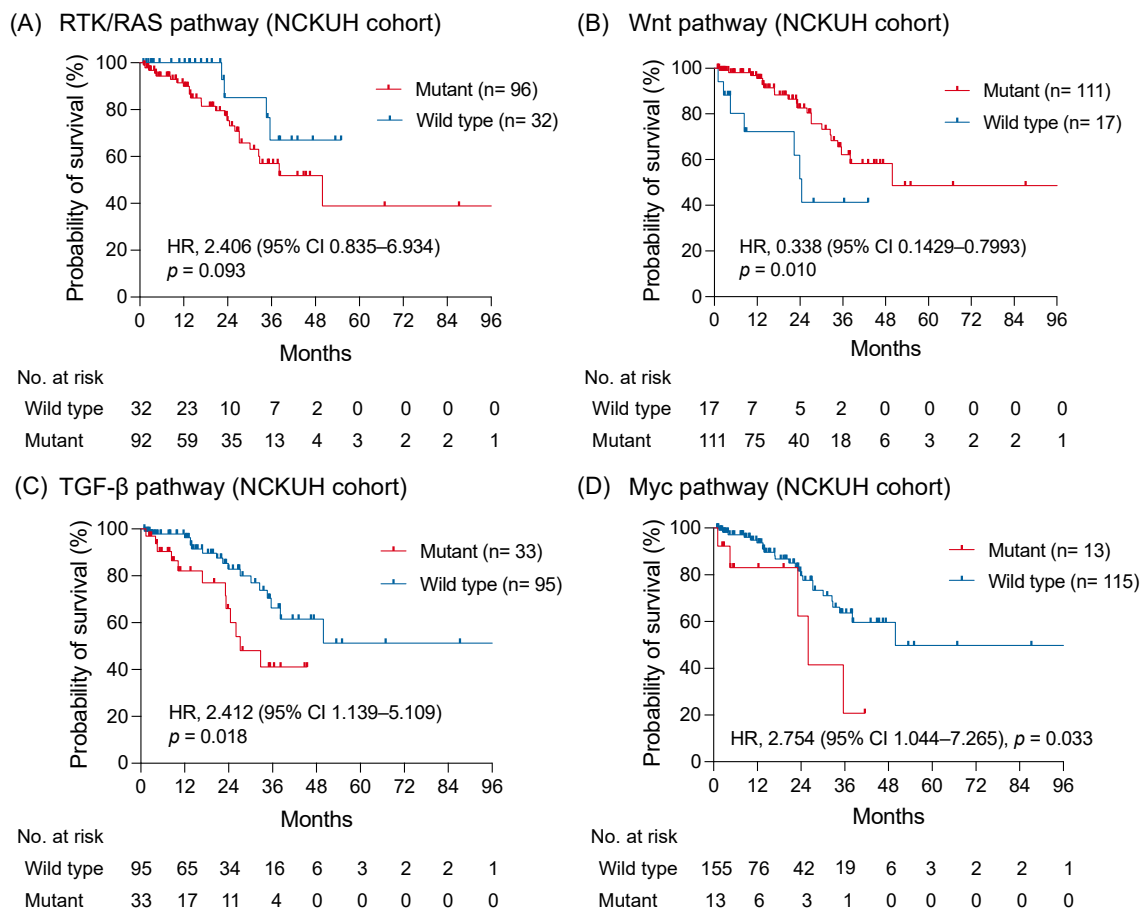 (A) RTK/RAS pathway (NCKUH cohort)
Probability of survival (%)
100
80
60
40
20
0
Mutant (n= 96)
Wild type (n= 32)
HR, 2.406 (95% CI 0.835–6.934)
p = 0.093
0 12 24 36 48 60 72 84 96
Months
No. at risk
Wild type 32 23 10 7 2 0 0 0
Mutant 92 59 35 13 4 3 2 2 1
(B) Wnt pathway (NCKUH cohort)
Probability of survival (%)
100
80
60
40
20
0
Mutant (n= 111)
Wild type (n= 17)
HR, 0.338 (95% CI 0.1429–0.7993)
p = 0.010
0 12 24 36 48 60 72 84 96
Months
No. at risk
Wild type 17 7 5 2 0 0 0 0
Mutant 111 75 40 18 6 3 2 2 1
(C) TGF-β pathway (NCKUH cohort)
Probability of survival (%)
100
80
60
40
20
0
Mutant (n= 33)
Wild type (n= 95)
HR, 2.412 (95% CI 1.139–5.109)
p = 0.018
0 12 24 36 48 60 72 84 96
Months
No. at risk
Wild type 95 65 34 16 6 3 2 2 1
Mutant 33 17 11 4 0 0 0 0
(D) Myc pathway (NCKUH cohort)
Probability of survival (%)
100
80
60
40
20
0
Mutant (n= 13)
Wild type (n= 115)
HR, 2.754 (95% CI 1.044–7.265), p = 0.033
0 12 24 36 48 60 72 84 96
Months
No. at risk
Wild type 155 76 42 19 6 3 2 2 1
Mutant 13 6 3 1 0 0 0 0